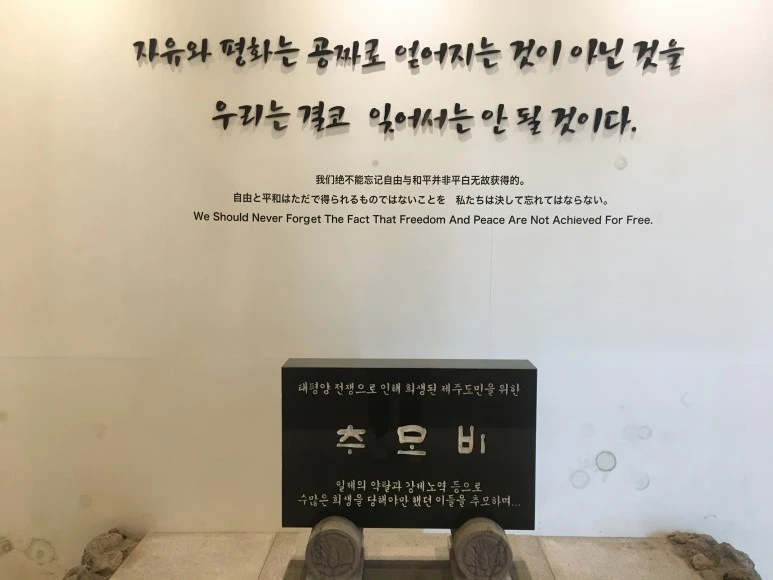 자유와 평화는 공짜로 얻어지는 것이 아닌 것을
우리는 결코 잊어서는 안 될 것이다.
我们绝不能忘记自由与和平并非平白无故获得的。
自由と平和はただで得られるものではないことを 私たちは決して忘れてはならない。
We Should Never Forget The Fact That Freedom And Peace Are Not Achieved For Free.
태평양 전쟁으로 인해 희생된 제주도민을 위한
추모비
일제의 약탈과 강제노역 등으로
수많은 희생을 당해야만 했던 이들을 추모하며...